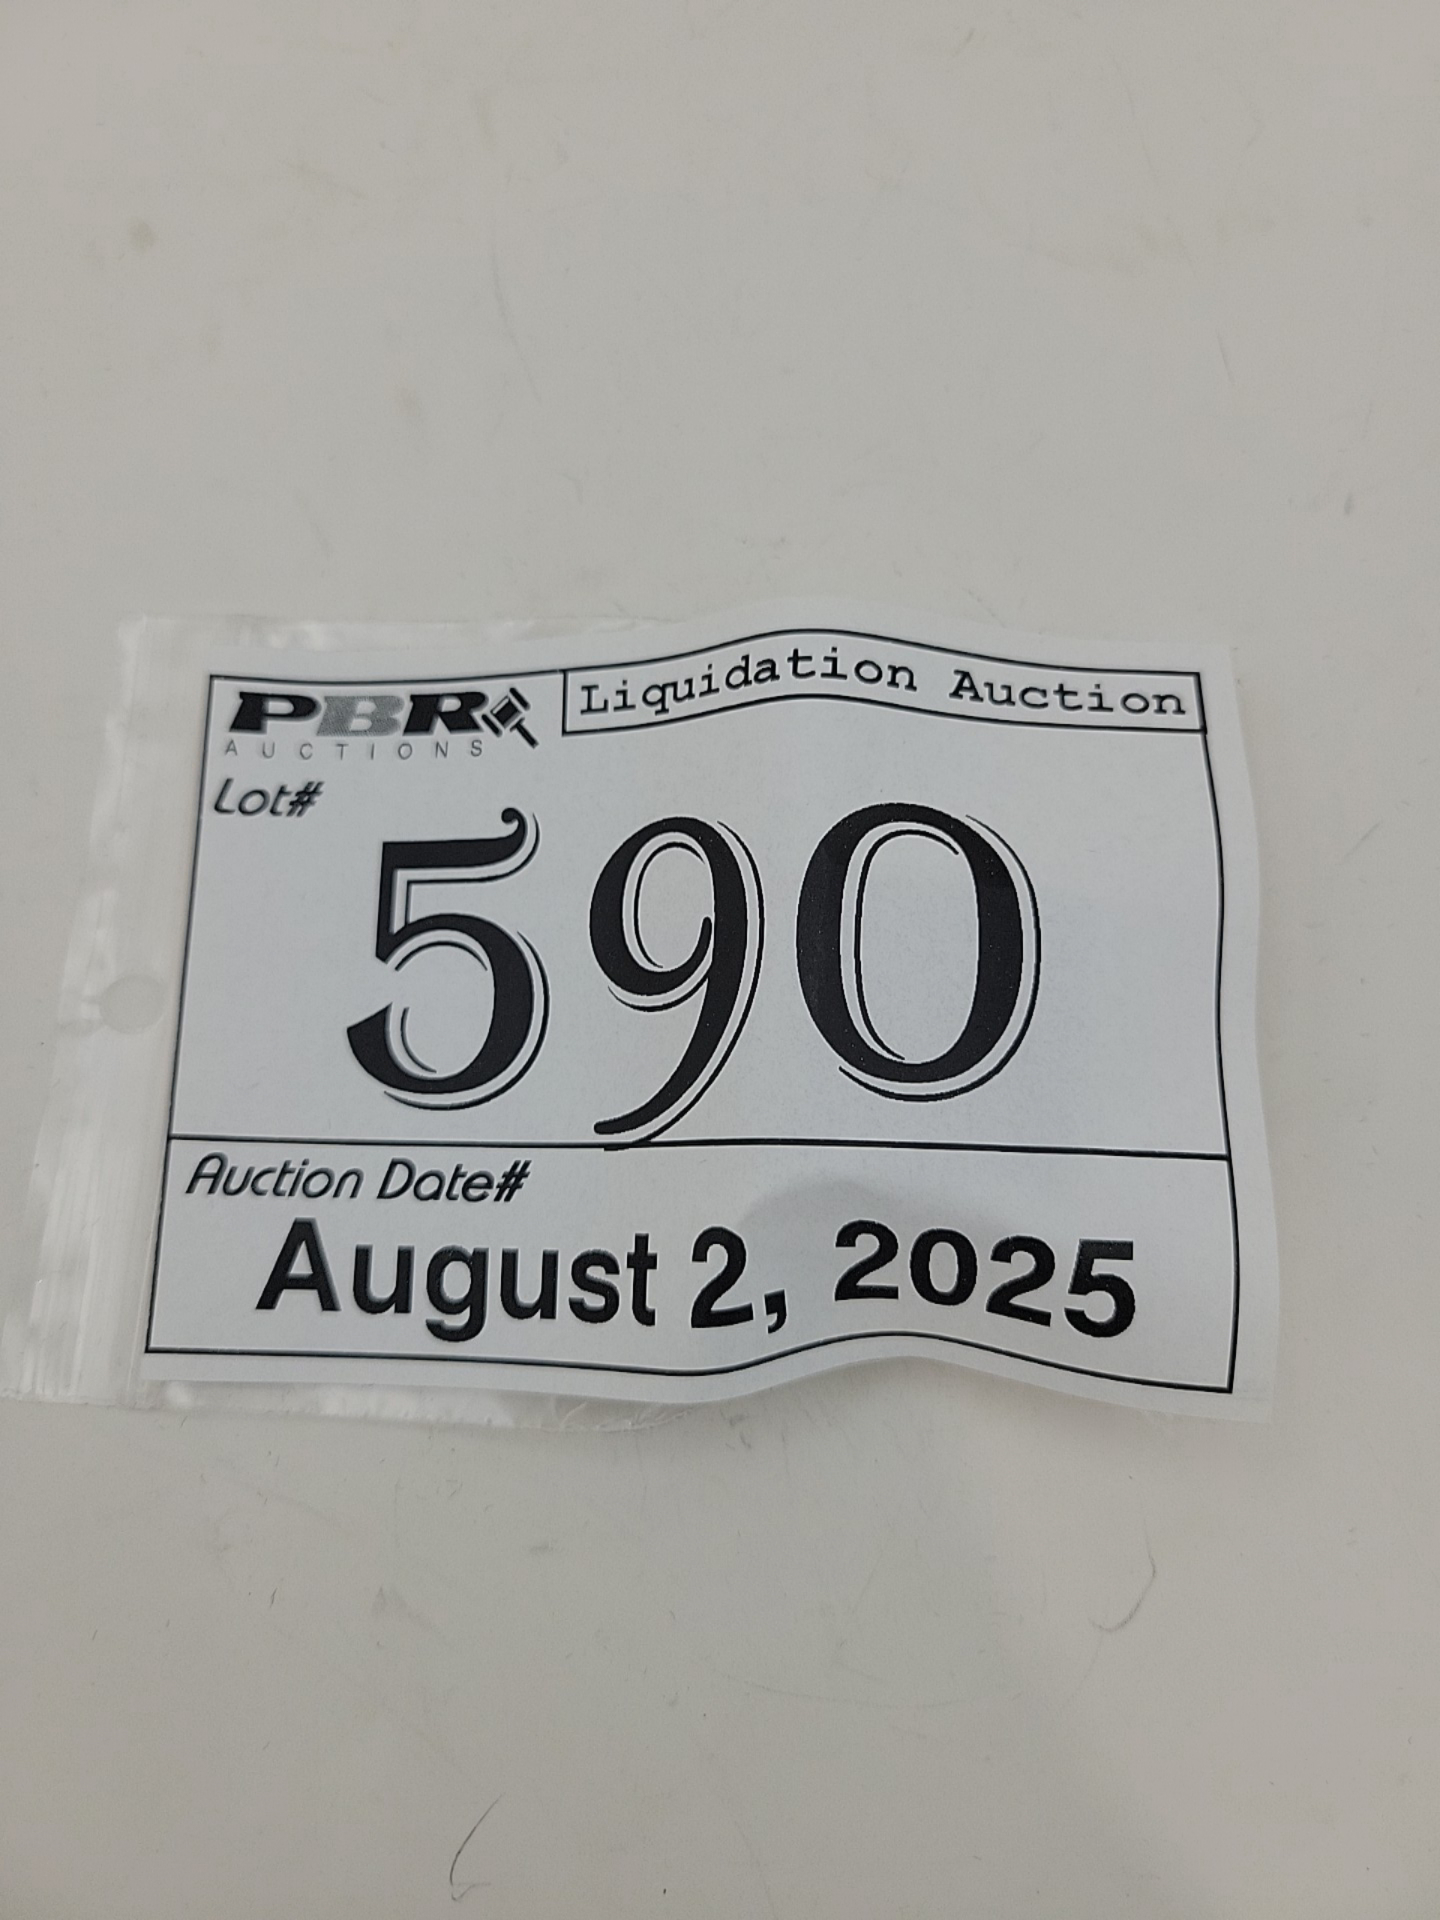 PBR
AUCTIONS
Liquidation Auction
Lot#
590
Auction Date#
August 2, 2025